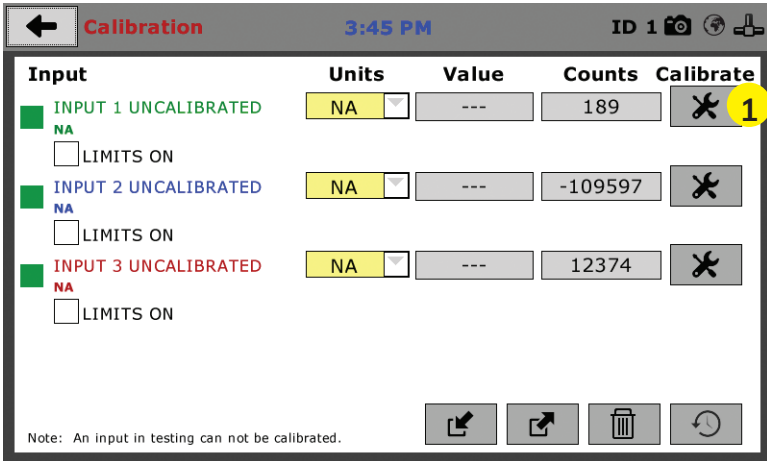 Calibration 3:45 PM ID 1
Input Units Value Counts Calibrate
INPUT 1 UNCALIBRATED NA --- 189 1
NA
LIMITS ON
INPUT 2 UNCALIBRATED NA --- -109597
NA
LIMITS ON
INPUT 3 UNCALIBRATED NA --- 12374
NA
LIMITS ON
Note: An input in testing can not be calibrated.